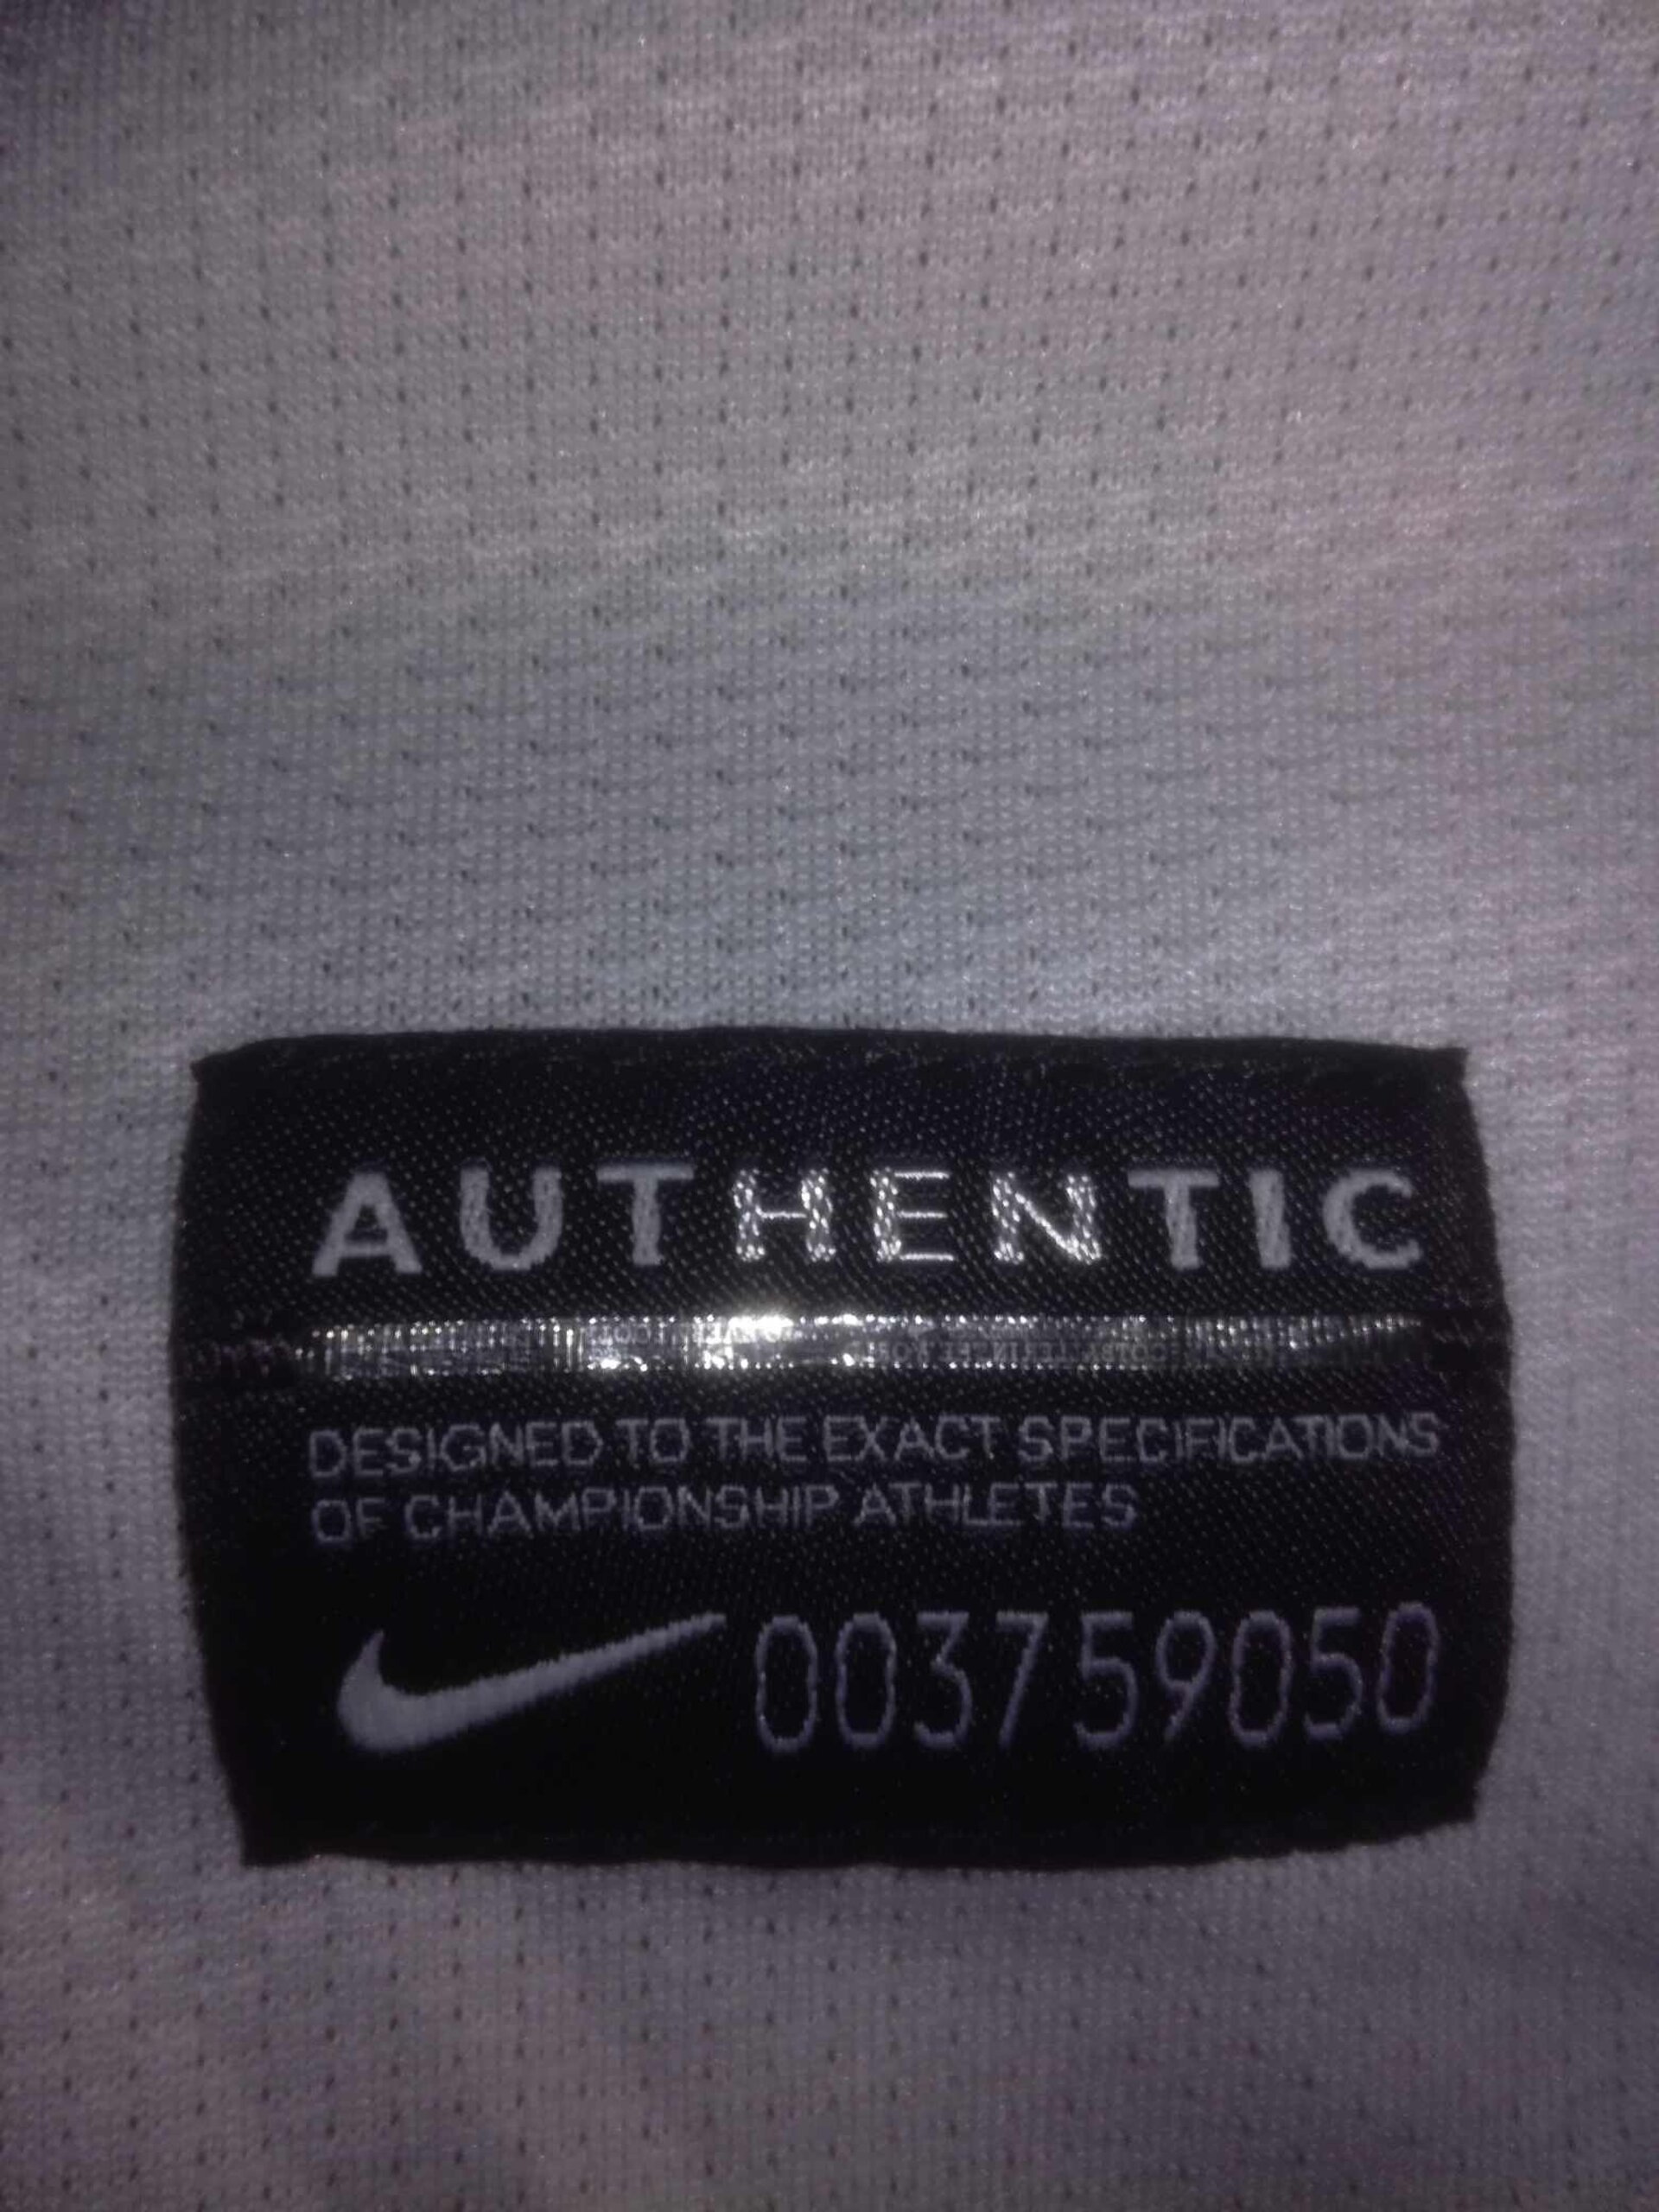 AUTHENTIC
DESIGNED TO THE EXACT SPECIFICATIONS
OF CHAMPIONSHIP ATHLETES
003759050